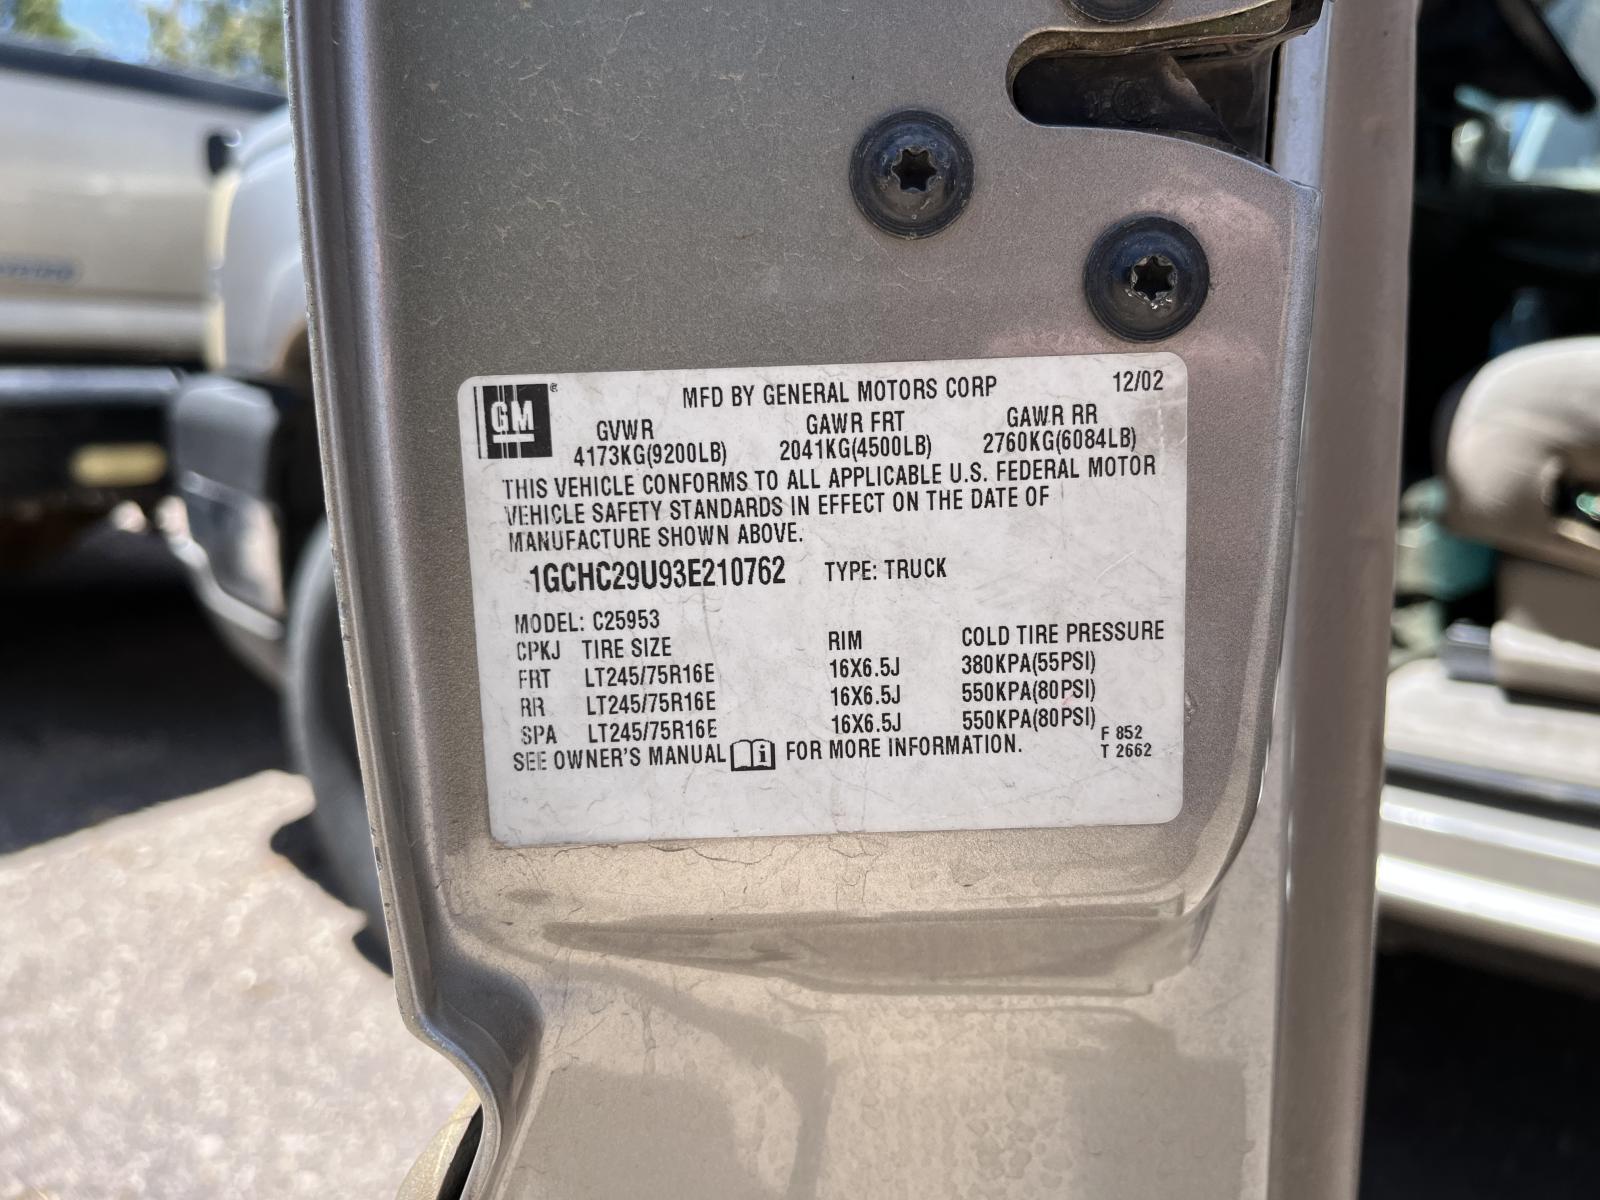 GM ®
MFD BY GENERAL MOTORS CORP 12/02
GVWR GAWR FRT GAWR RR
4173KG(9200LB) 2041KG(4500LB) 2760KG(6084LB)
THIS VEHICLE CONFORMS TO ALL APPLICABLE U.S. FEDERAL MOTOR
VEHICLE SAFETY STANDARDS IN EFFECT ON THE DATE OF
MANUFACTURE SHOWN ABOVE.
1GCHC29U93E210762 TYPE: TRUCK
MODEL: C25953
CPKJ TIRE SIZE RIM COLD TIRE PRESSURE
FRT LT245/75R16E 16X6.5J 380KPA(55PSI)
RR LT245/75R16E 16X6.5J 550KPA(80PSI)
SPA LT245/75R16E 16X6.5J 550KPA(80PSI)
SEE OWNER'S MANUAL i FOR MORE INFORMATION.
F 852
T 2662